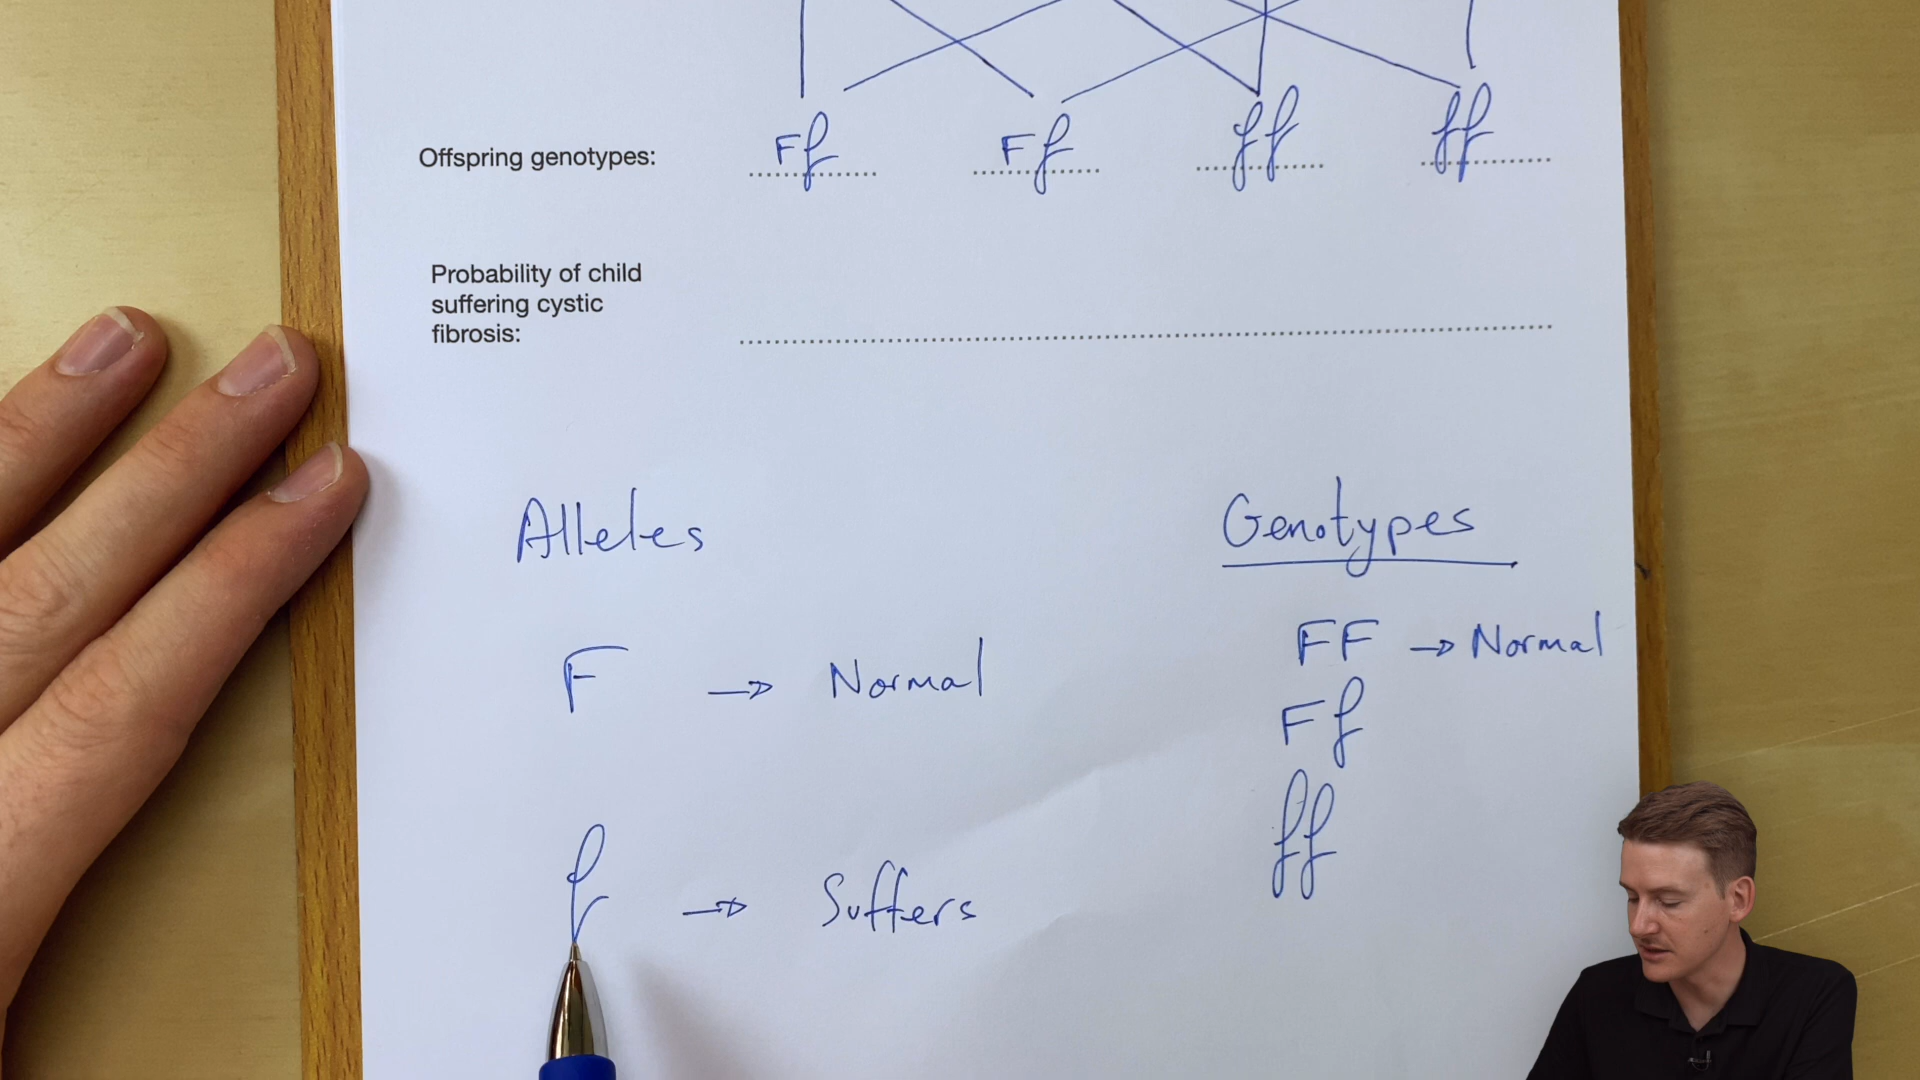 Offspring genotypes: Ff Ff ff ff
Probability of child
suffering cystic
fibrosis:
Alleles
F → Normal
f → Suffers
Genotypes
FF → Normal
Ff
ff